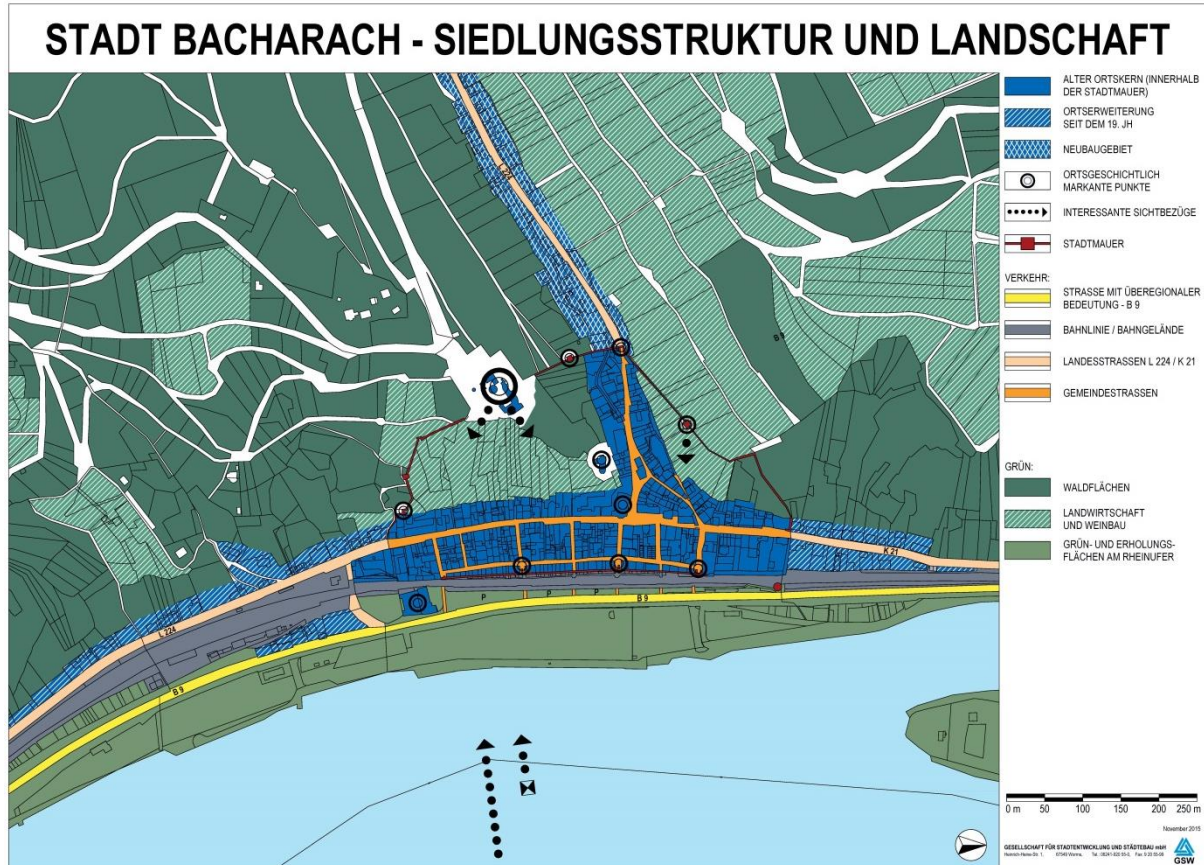 STADT BACHARACH - SIEDLUNGSSTRUKTUR UND LANDSCHAFT
ALTER ORTSKERN (INNERHALB
DER STADTMAUER)
ORTSERWEITERUNG
SEIT DEM 19. JH
NEUBAUGEBIET
ORTSGESCHICHTLICH
MARKANTE PUNKTE
INTERESSANTE SICHTBEZÜGE
STADTMAUER
VERKEHR:
STRASSE MIT ÜBEREGIONALER
BEDEUTUNG - B 9
BAHNLINIE / BAHNGELÄNDE
LANDESSTRASSEN L 224 / K 21
GEMEINDESTRASSEN
GRÜN:
WALDFLÄCHEN
LANDWIRTSCHAFT
UND WEINBAU
GRÜN- UND ERHOLUNGS-
FLÄCHEN AM RHEINUFER
B 9
K 21
L 224
P
P
P
B 9
B 9
0 m 50 100 150 200 250 m
November 2015
GESELLSCHAFT FÜR STADTENTWICKLUNG UND STÄDTEBAU mbH
GSW